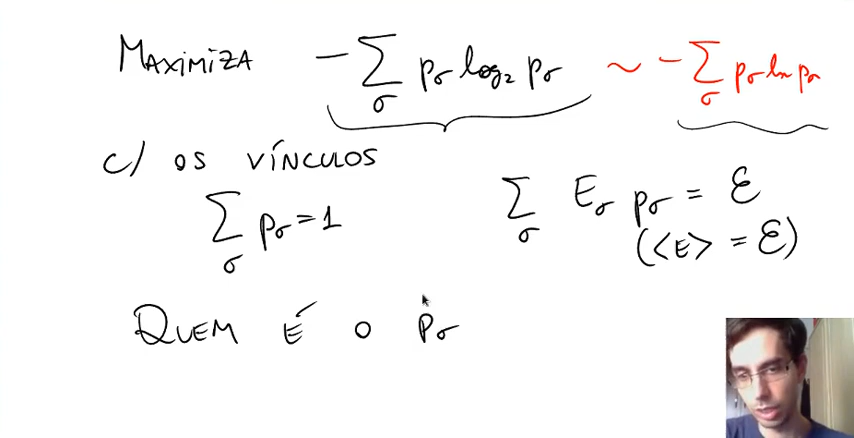 MAXIMIZA −∑σ pσ log₂ pσ ~ −∑σ pσ ln pσ
c/ OS VÍNCULOS
∑σ pσ = 1
∑σ Eσ pσ = ℰ
(<E> = ℰ)
QUEM É O pσ